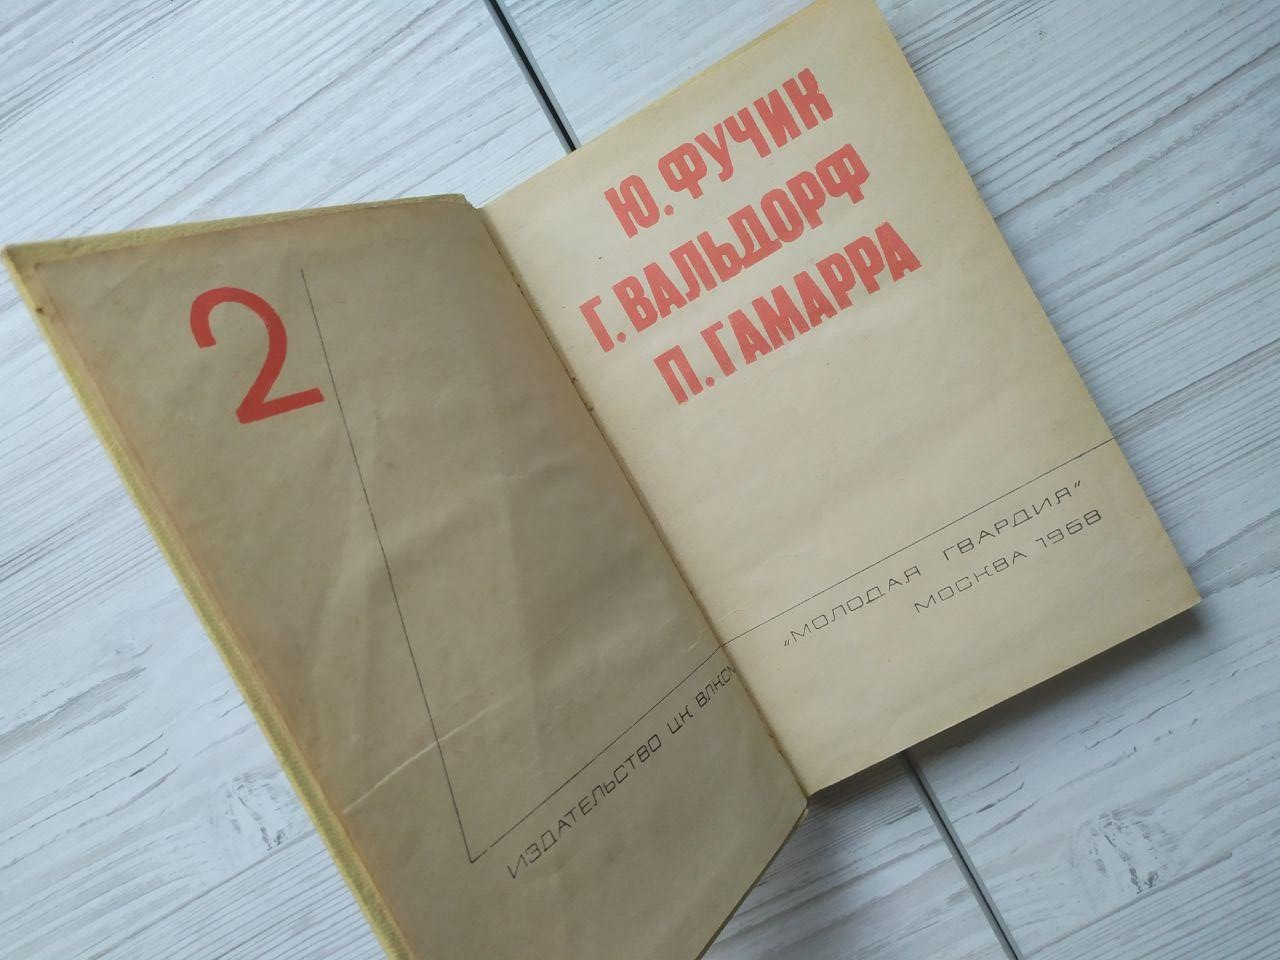 2
ИЗДАТЕЛЬСТВО ЦК ВЛКСМ
Ю. ФУЧИК
Г. ВАЛЬДОРФ
П. ГАМАРРА
„МОЛОДАЯ ГВАРДИЯ"
МОСКВА 1968